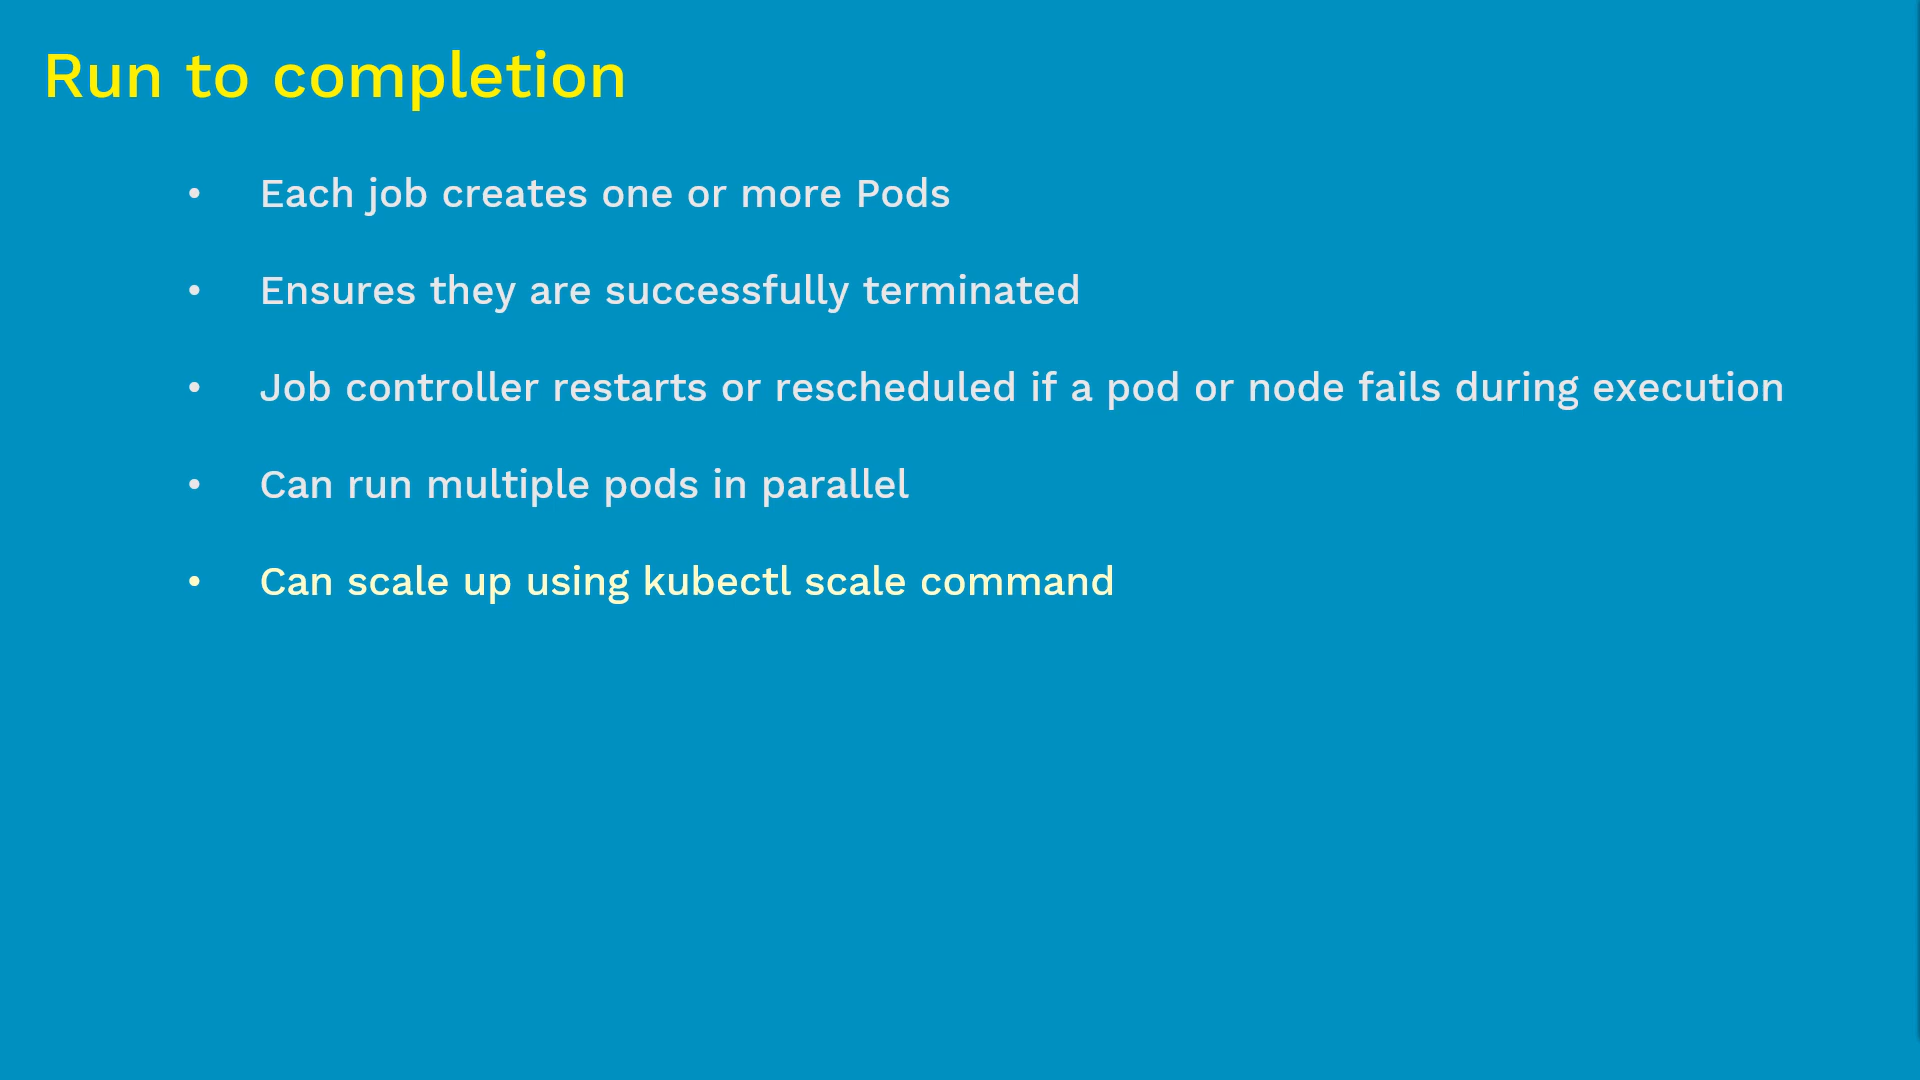 Run to completion
• Each job creates one or more Pods
• Ensures they are successfully terminated
• Job controller restarts or rescheduled if a pod or node fails during execution
• Can run multiple pods in parallel
• Can scale up using kubectl scale command